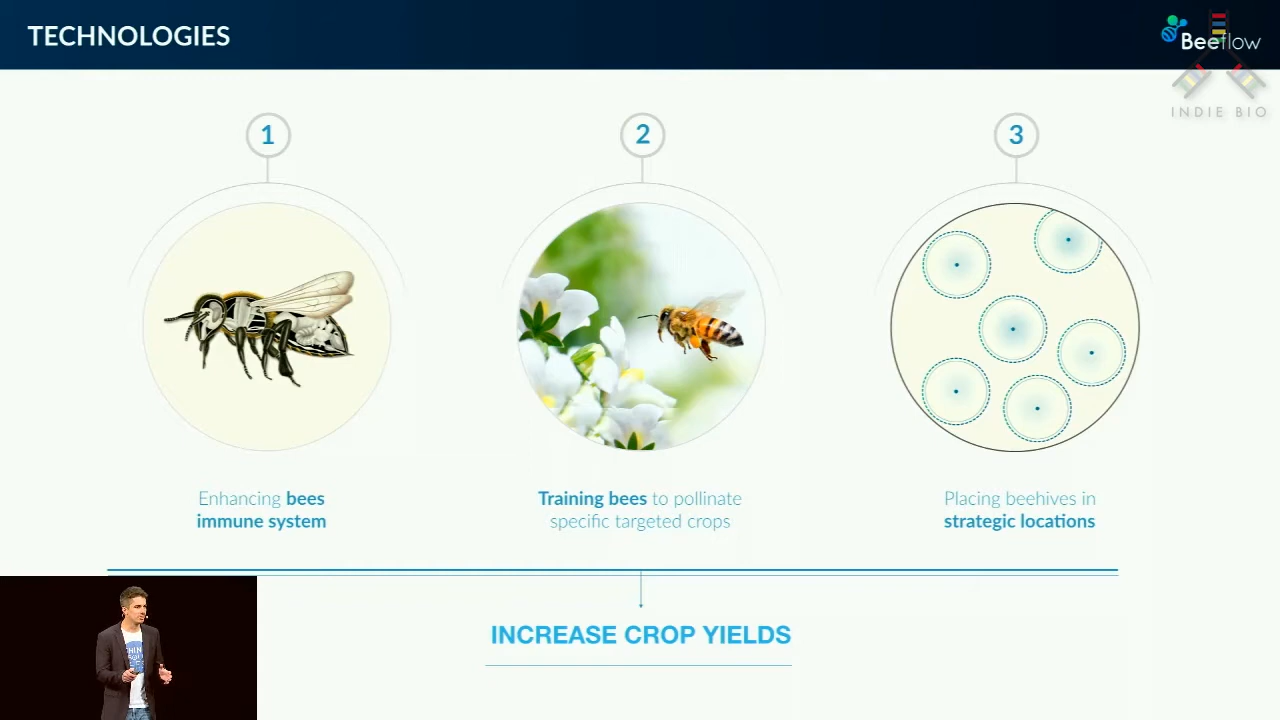 TECHNOLOGIES
Beeflow
INDIE BIO
1
2
3
Enhancing bees
immune system
Training bees to pollinate
specific targeted crops
Placing beehives in
strategic locations
INCREASE CROP YIELDS